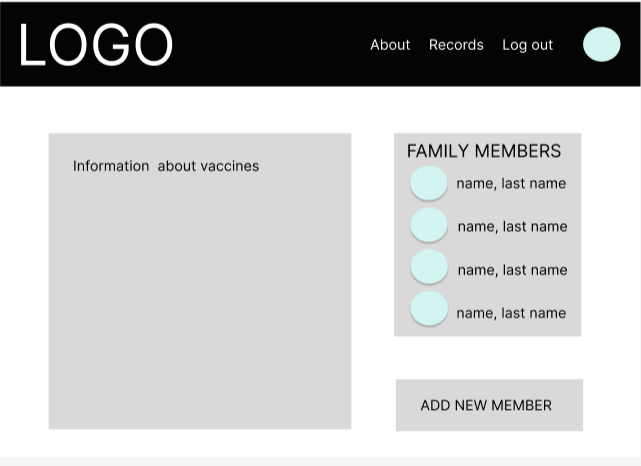 LOGO
About
Records
Log out
Information about vaccines
FAMILY MEMBERS
name, last name
name, last name
name, last name
name, last name
ADD NEW MEMBER